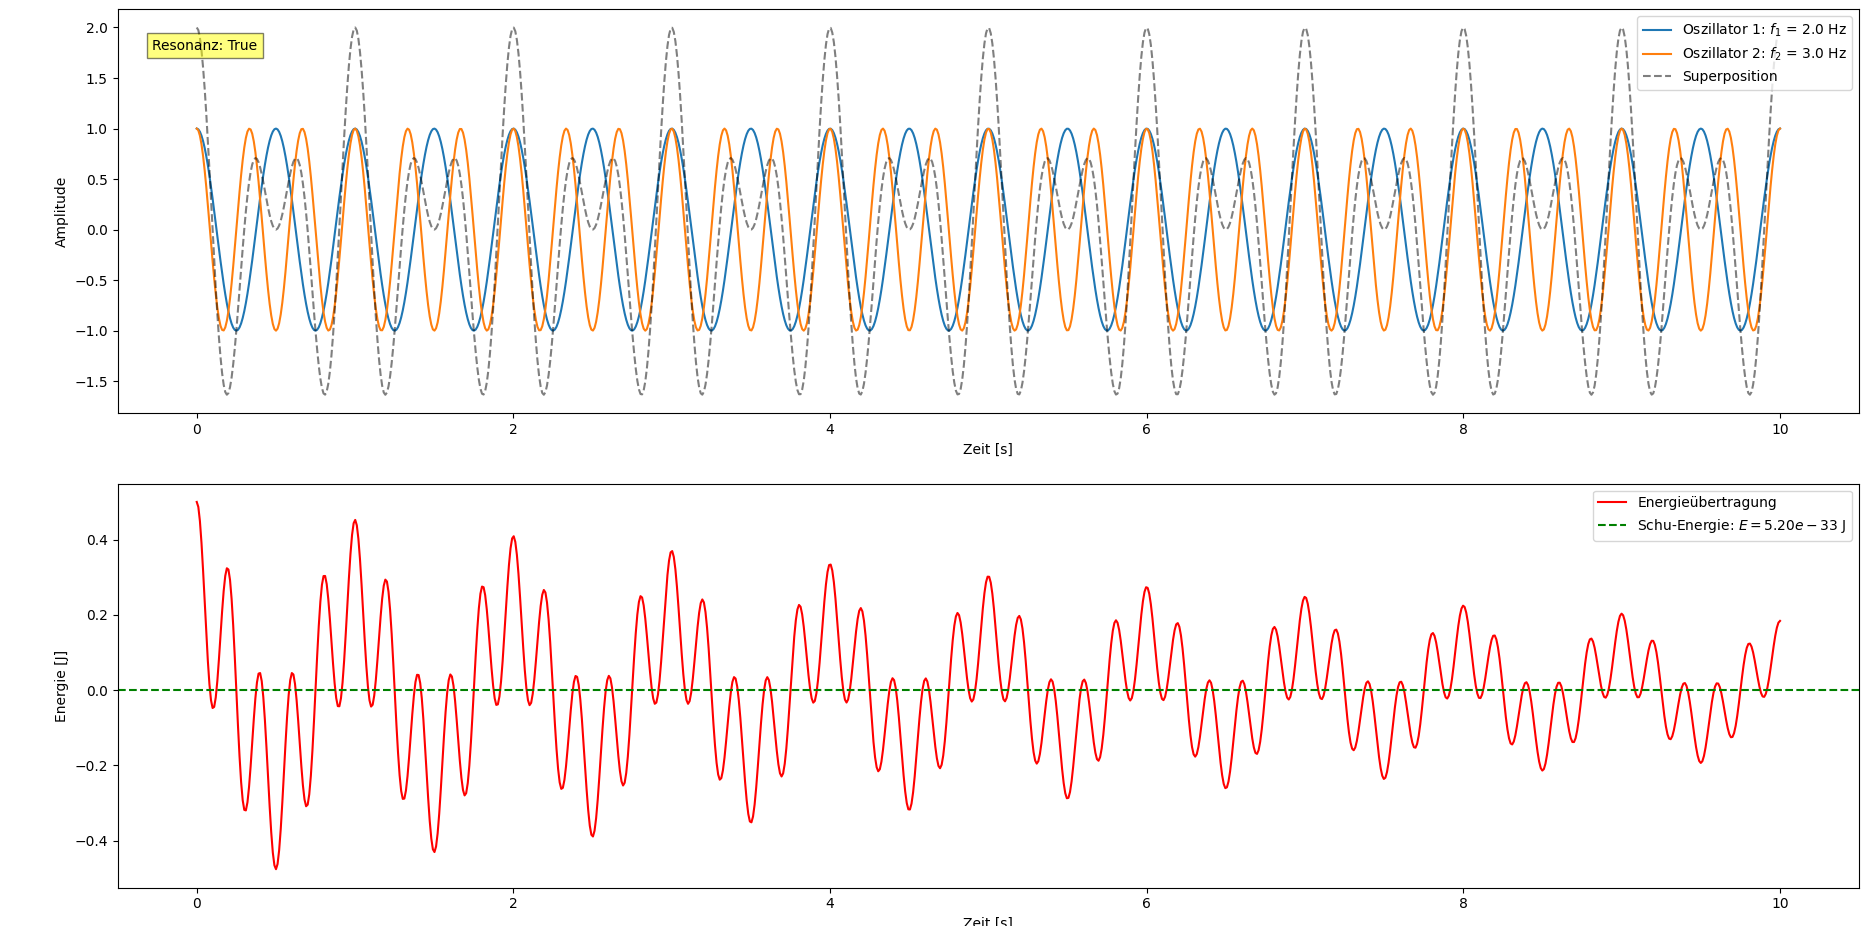 Resonanz: True
Oszillator 1: f₁ = 2.0 Hz
Oszillator 2: f₂ = 3.0 Hz
Superposition
Amplitude
2.0
1.5
1.0
0.5
0.0
−0.5
−1.0
−1.5
0 2 4 6 8 10
Zeit [s]
Energieübertragung
Schu-Energie: E = 5.20e − 33 J
Energie [J]
0.4
0.2
0.0
−0.2
−0.4
0 2 4 6 8 10
Zeit [s]